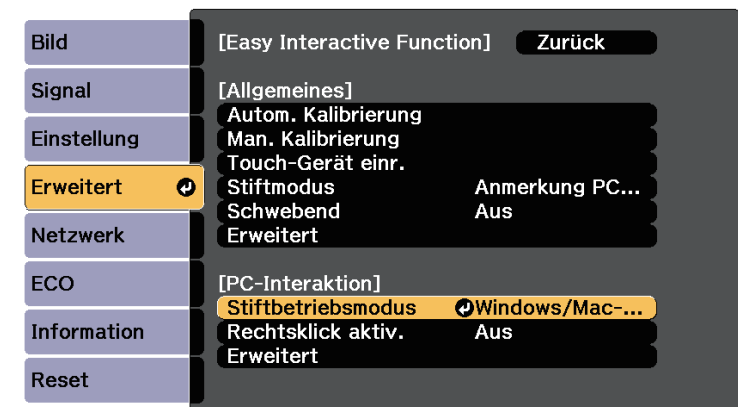 Bild
Signal
Einstellung
Erweitert
Netzwerk
ECO
Information
Reset
[Easy Interactive Function] Zurück
[Allgemeines]
Autom. Kalibrierung
Man. Kalibrierung
Touch-Gerät einr.
Stiftmodus Anmerkung PC...
Schwebend Aus
Erweitert
[PC-Interaktion]
Stiftbetriebsmodus Windows/Mac-...
Rechtsklick aktiv. Aus
Erweitert